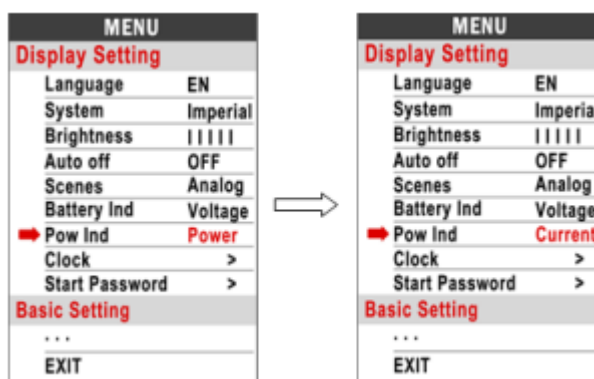 MENU
Display Setting
Language EN
System Imperial
Brightness | | | | |
Auto off OFF
Scenes Analog
Battery Ind Voltage
Pow Ind Power
Clock >
Start Password >
Basic Setting
. . .
EXIT
MENU
Display Setting
Language EN
System Imperia
Brightness | | | | |
Auto off OFF
Scenes Analog
Battery Ind Voltage
Pow Ind Current
Clock >
Start Password >
Basic Setting
. . .
EXIT